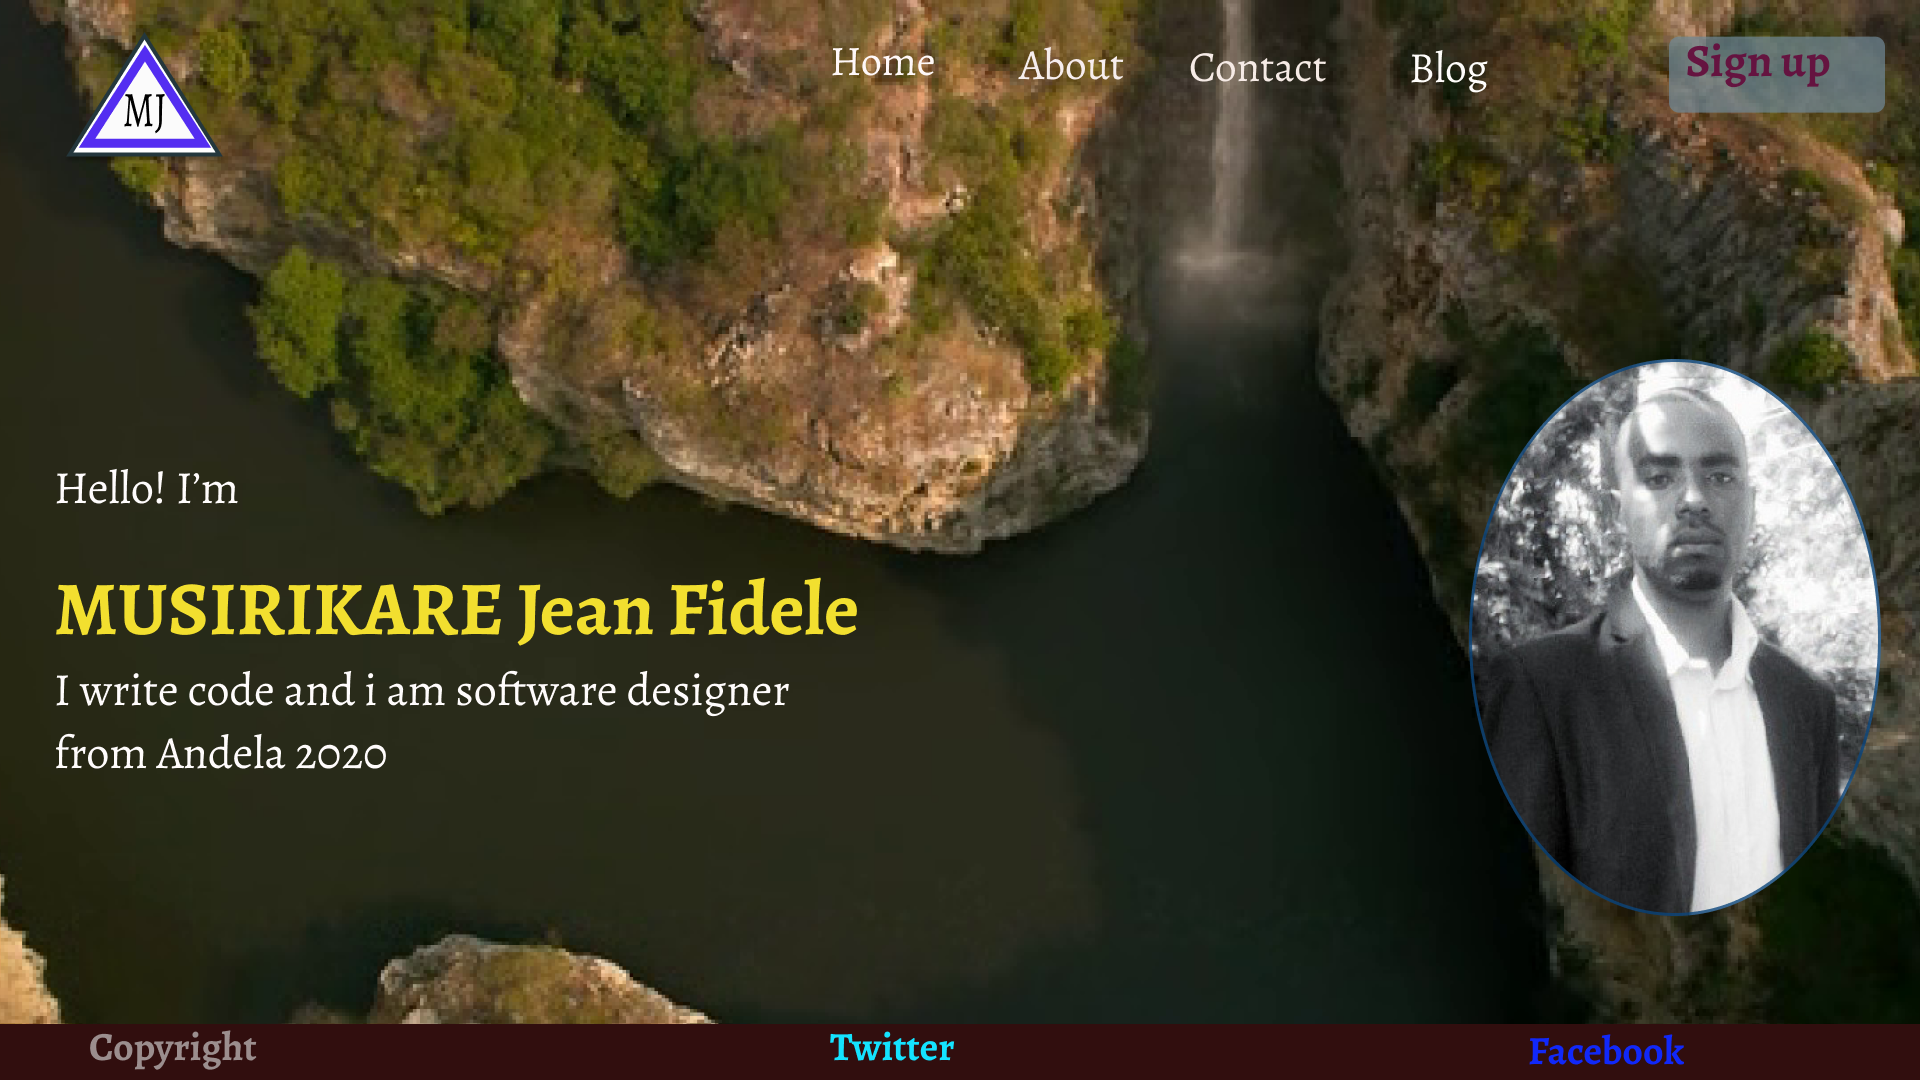 MJ
Home About Contact Blog Sign up
Hello! I’m
MUSIRIKARE Jean Fidele
I write code and i am software designer
from Andela 2020
Copyright Twitter Facebook